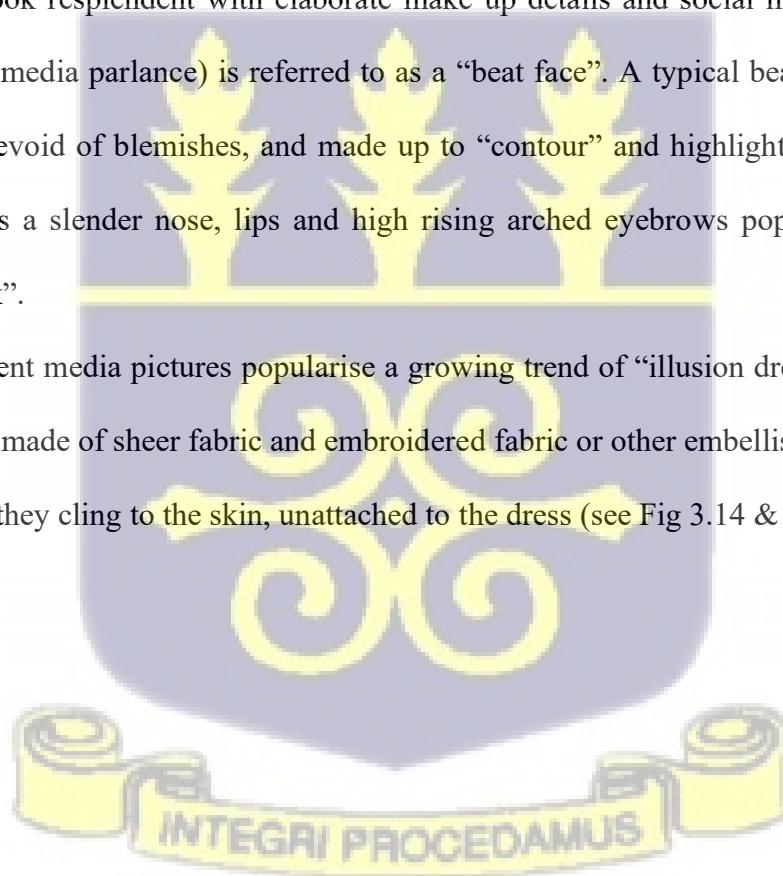 ok resplendent with elaborate make up details and social m
media parlance) is referred to as a “beat face”. A typical bea
evoid of blemishes, and made up to “contour” and highlight
s a slender nose, lips and high rising arched eyebrows pop
”.
ent media pictures popularise a growing trend of “illusion dre
made of sheer fabric and embroidered fabric or other embellis
they cling to the skin, unattached to the dress (see Fig 3.14 &
INTEGRI PROCEDAMUS